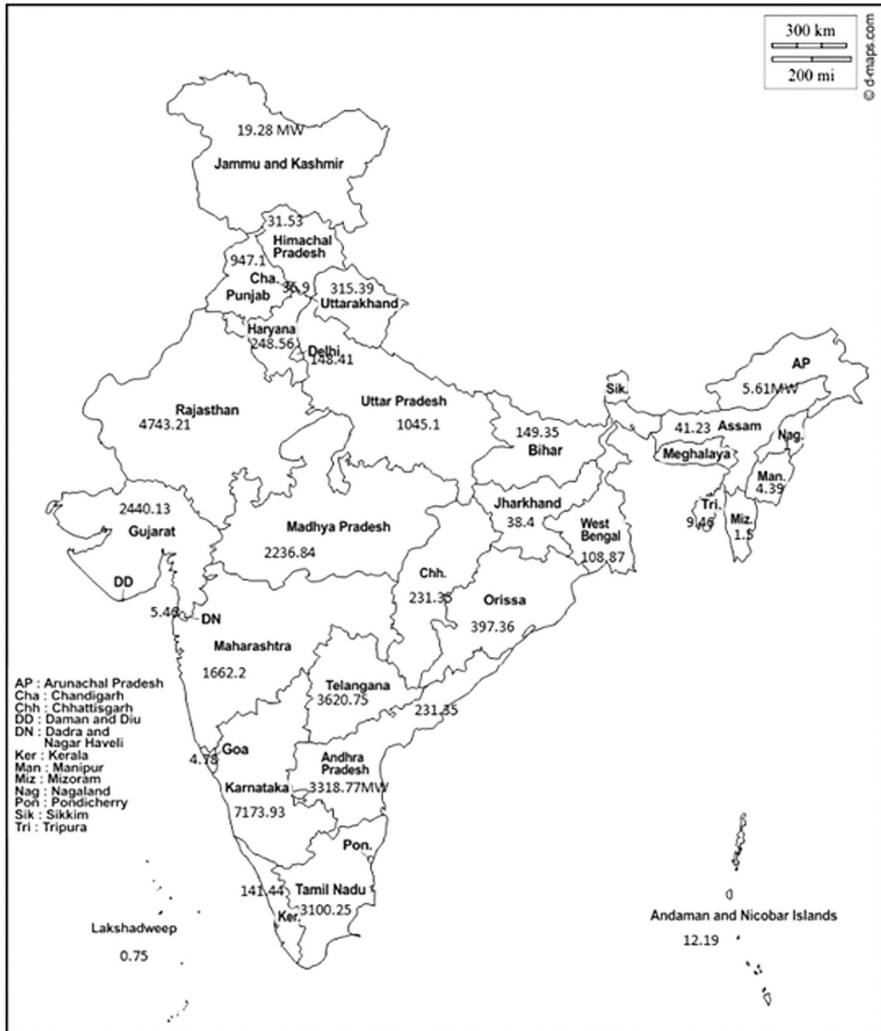 300 km
200 mi
© d-maps.com
19.28 MW
Jammu and Kashmir
31.53
Himachal
Pradesh
947.1
Cha.
36.9
Punjab
315.39
Uttarakhand
Haryana
248.56
Delhi
148.41
AP
5.61MW
Sik.
Rajasthan
4743.21
Uttar Pradesh
1045.1
149.35
Bihar
41.23
Assam
Nag.
Meghalaya
Man.
4.39
Tri.
9.46
Miz.
1.5
2440.13
Gujarat
Madhya Pradesh
2236.84
Jharkhand
38.4
West
Bengal
108.87
Chh.
231.35
DD
5.46
DN
Orissa
397.36
Maharashtra
1662.2
Telangana
3620.75
231.35
AP : Arunachal Pradesh
Cha : Chandigarh
Chh : Chhattisgarh
DD : Daman and Diu
DN : Dadra and
Nagar Haveli
Ker : Kerala
Man : Manipur
Miz : Mizoram
Nag : Nagaland
Pon : Pondicherry
Sik : Sikkim
Tri : Tripura
Goa
4.78
Andhra
Pradesh
3318.77MW
Karnataka
7173.93
Pon.
141.44
Tamil Nadu
3100.25
Ker.
Lakshadweep
0.75
Andaman and Nicobar Islands
12.19